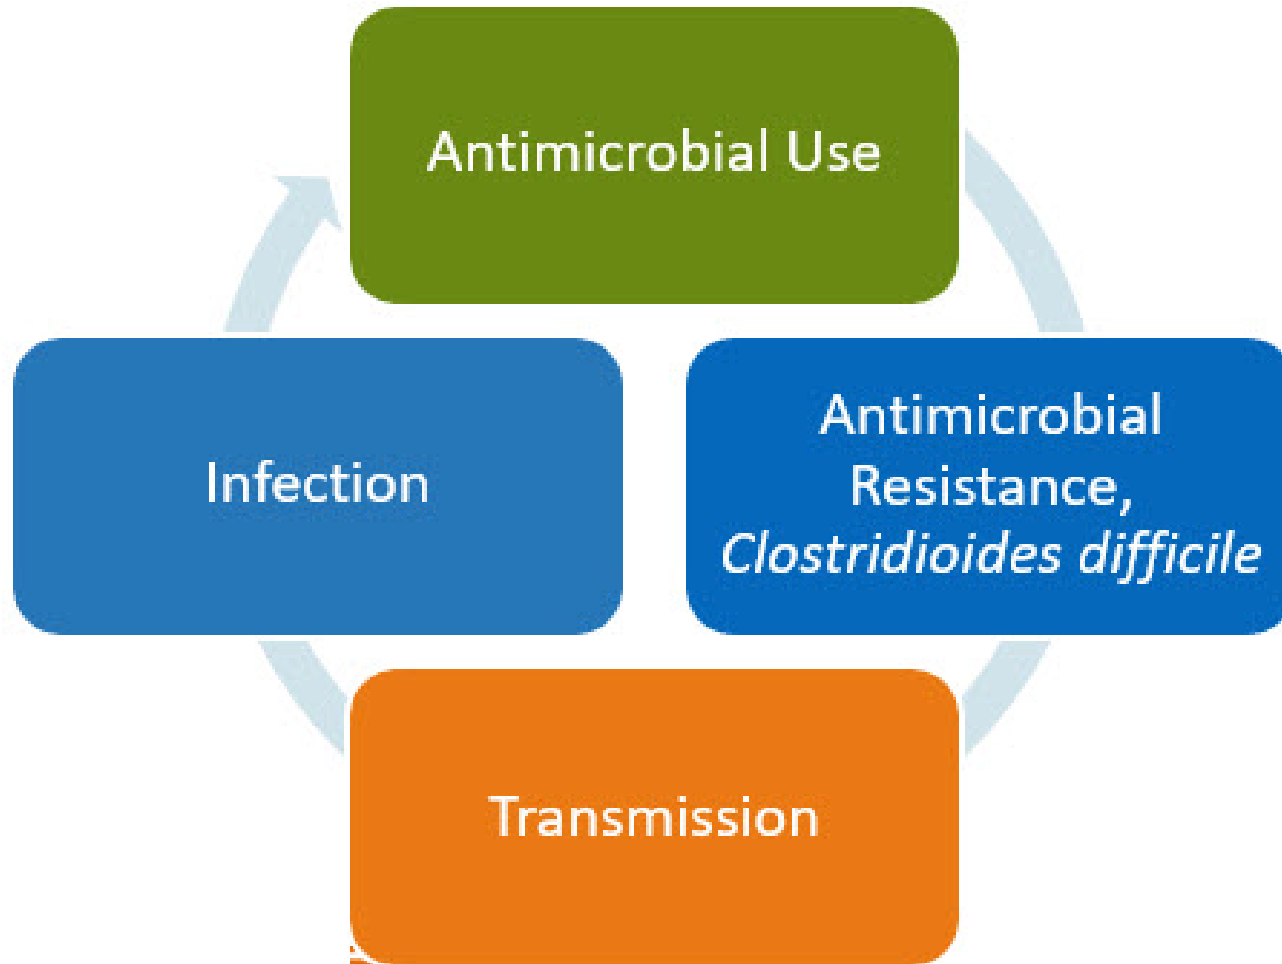 Antimicrobial Use
Infection
Antimicrobial
Resistance,
Clostridioides difficile
Transmission